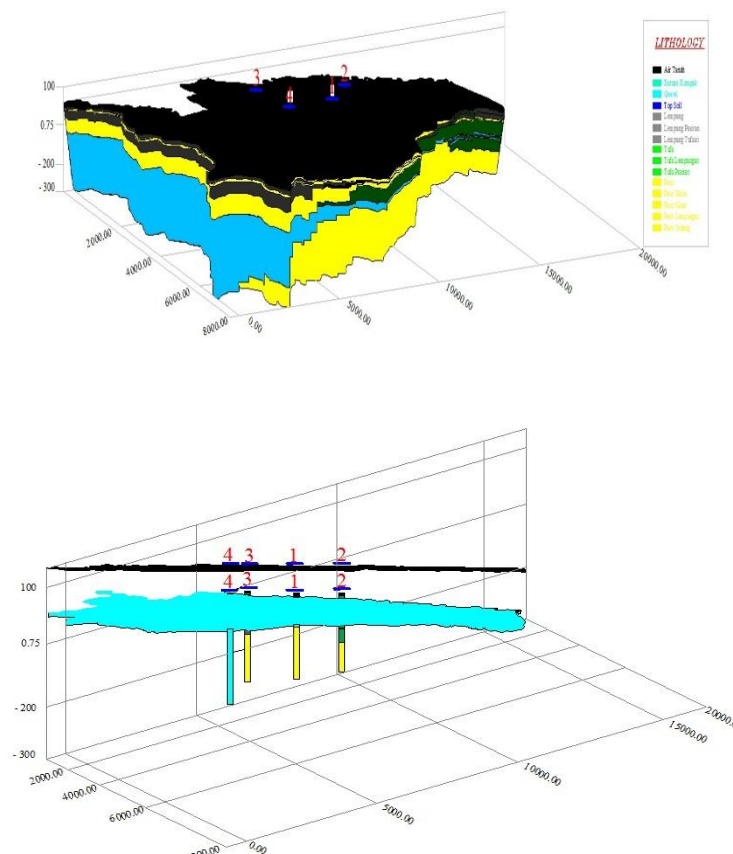 3
2
4
1
LITHOLOGY
Air Tanah
Gravel
Top Soil
Lempung
Lempung Pasiran
Lempung Tufaan
Tufa
Tufa Lempungan
Tufa Pasiran
Pasir
100
0.75
- 200
- 300
2000.00
4000.00
6000.00
8000.00
0.00
5000.00
10000.00
15000.00
20000.00
4 3 1 2
4 3 1 2
100
0.75
- 200
- 300
2000.00
4000.00
6000.00
0.00
5000.00
10000.00
15000.00
20000.00